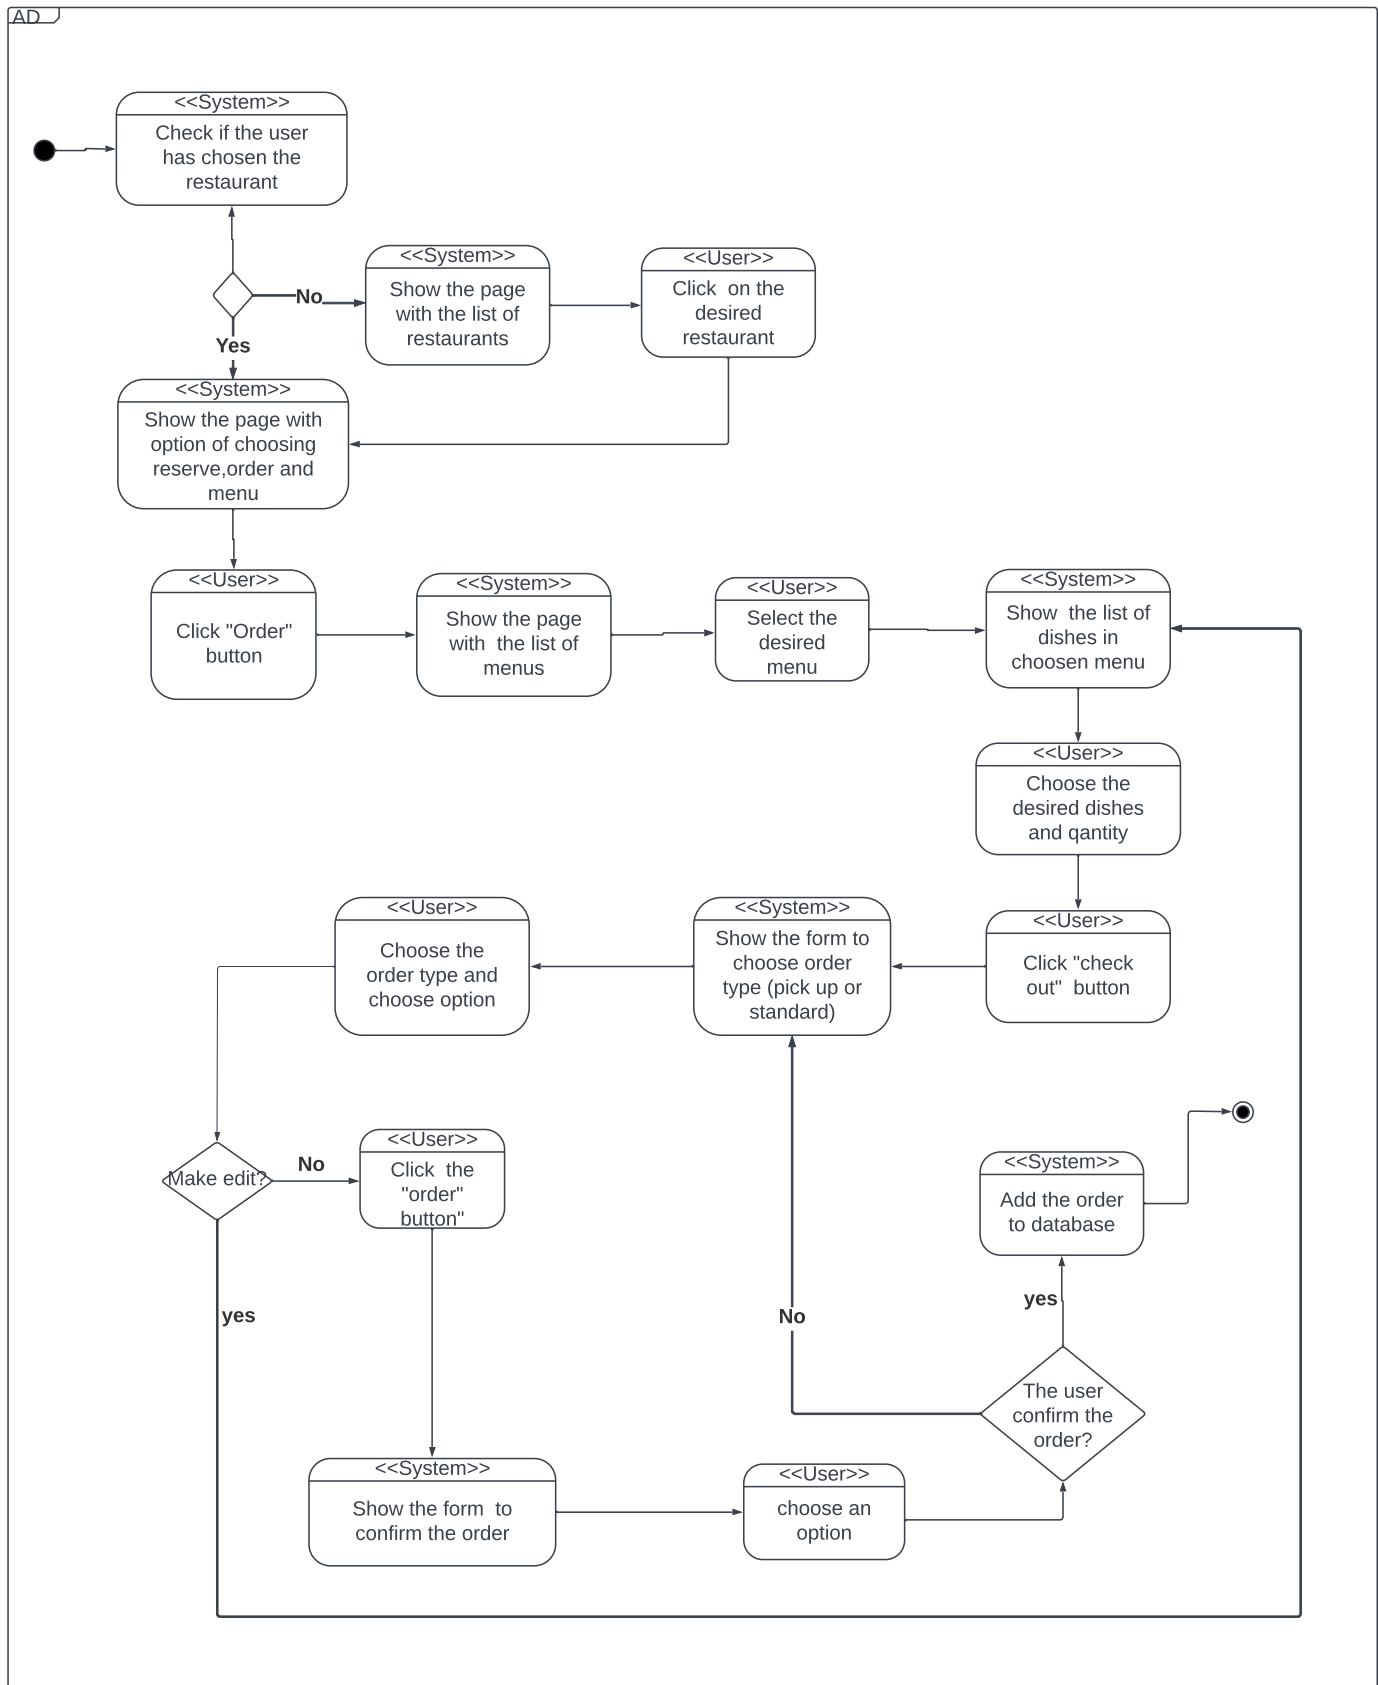 AD
<<System>>
Check if the user
has chosen the
restaurant
<<System>>
Show the page
with the list of
restaurants
<<User>>
Click  on the
desired
restaurant
No
Yes
<<System>>
Show the page with
option of choosing
reserve,order and
menu
<<User>>
Click "Order"
button
<<System>>
Show the page
with  the list of
menus
<<User>>
Select the
desired
menu
<<System>>
Show  the list of
dishes in
choosen menu
<<User>>
Choose the
desired dishes
and qantity
<<User>>
Click "check
out"  button
<<System>>
Show the form to
choose order
type (pick up or
standard)
<<User>>
Choose the
order type and
choose option
Make edit?
No
<<User>>
Click  the
"order"
button"
yes
<<System>>
Show the form  to
confirm the order
<<User>>
choose an
option
The user
confirm the
order?
No
yes
<<System>>
Add the order
to database